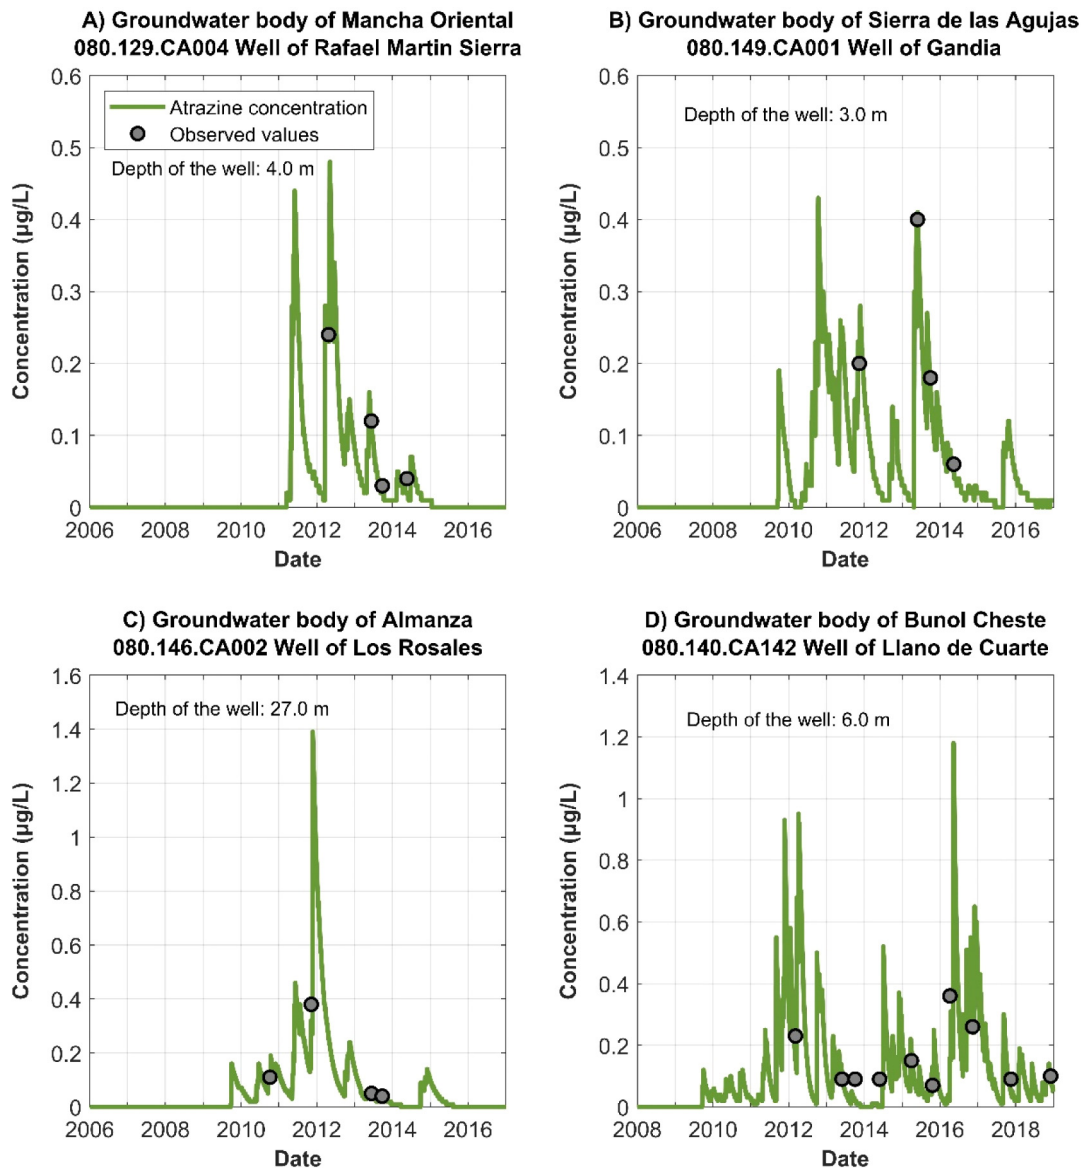 A) Groundwater body of Mancha Oriental
080.129.CA004 Well of Rafael Martin Sierra
0.6
0.5
0.4
0.3
0.2
0.1
0
Concentration (µg/L)
Atrazine concentration
Observed values
Depth of the well: 4.0 m
2006 2008 2010 2012 2014 2016
Date
B) Groundwater body of Sierra de las Agujas
080.149.CA001 Well of Gandia
0.6
0.5
0.4
0.3
0.2
0.1
0
Concentration (µg/L)
Depth of the well: 3.0 m
2006 2008 2010 2012 2014 2016
Date
C) Groundwater body of Almanza
080.146.CA002 Well of Los Rosales
1.6
1.4
1.2
1
0.8
0.6
0.4
0.2
0
Concentration (µg/L)
Depth of the well: 27.0 m
2006 2008 2010 2012 2014 2016
Date
D) Groundwater body of Bunol Cheste
080.140.CA142 Well of Llano de Cuarte
1.4
1.2
1
0.8
0.6
0.4
0.2
0
Concentration (µg/L)
Depth of the well: 6.0 m
2008 2010 2012 2014 2016 2018
Date